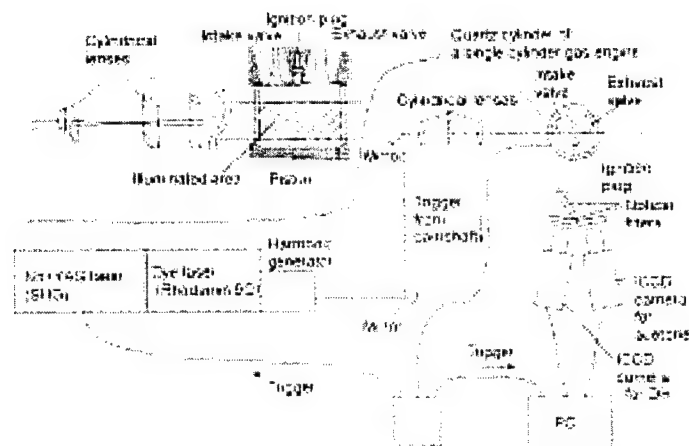 Ignition plug
Intake valve
Exhaust valve
Cylindrical
lenses
Quartz cylinder of
a single cylinder gas engine
Intake
valve
Exhaust
valve
Cylindrical lenses
Mirror
Illuminated area
Piston
Ignition
plug
Optical
filters
Trigger
from
camshaft
Harmonic
generator
Nd:YAG laser
(SHG)
Dye laser
ICCD
camera
for
acetone
Mirror
Trigger
ICCD
camera
for OH
Trigger
PC